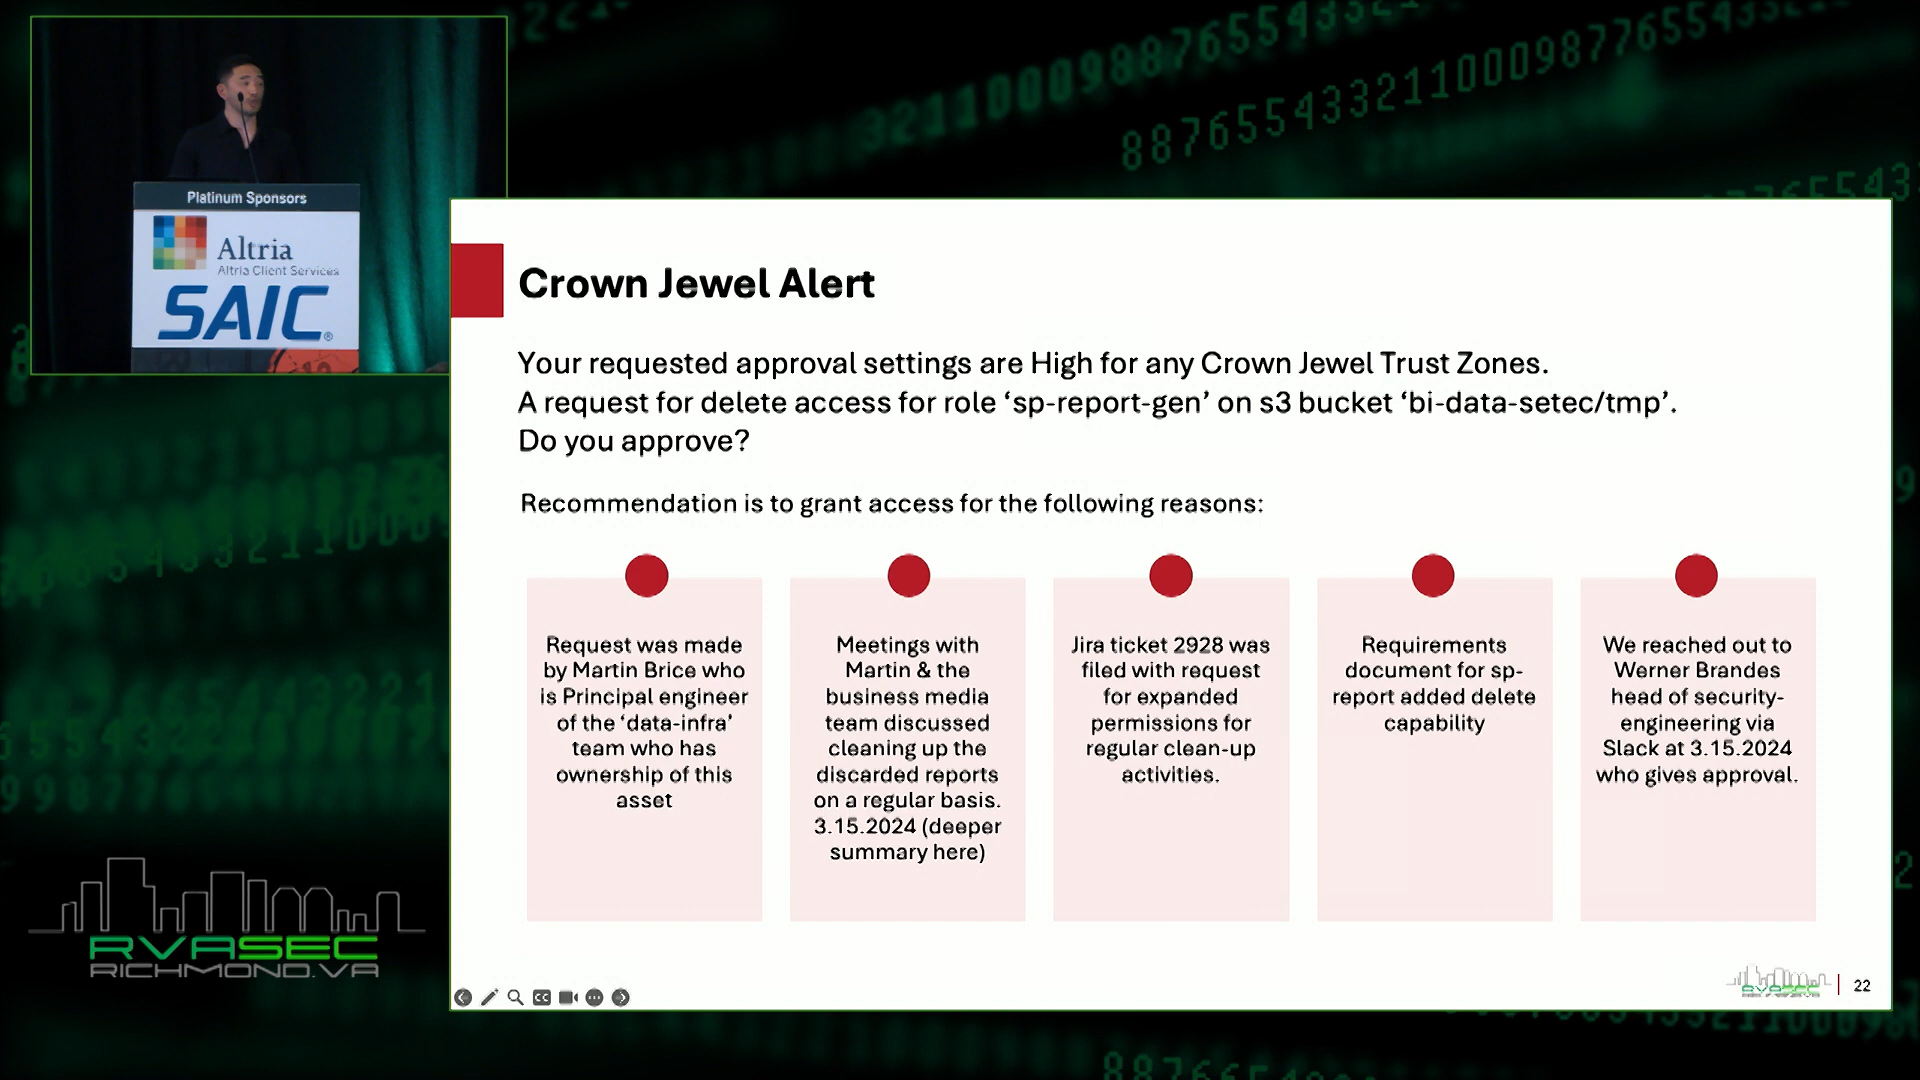 Platinum Sponsors
Altria
Altria Client Services
SAIC®
Crown Jewel Alert
Your requested approval settings are High for any Crown Jewel Trust Zones.
A request for delete access for role ‘sp-report-gen’ on s3 bucket ‘bi-data-setec/tmp’.
Do you approve?
Recommendation is to grant access for the following reasons:
Request was made
by Martin Brice who
is Principal engineer
of the ‘data-infra’
team who has
ownership of this
asset
Meetings with
Martin & the
business media
team discussed
cleaning up the
discarded reports
on a regular basis.
3.15.2024 (deeper
summary here)
Jira ticket 2928 was
filed with request
for expanded
permissions for
regular clean-up
activities.
Requirements
document for sp-
report added delete
capability
We reached out to
Werner Brandes
head of security-
engineering via
Slack at 3.15.2024
who gives approval.
RVASEC
RICHMOND.VA
CC
RVASEC
22